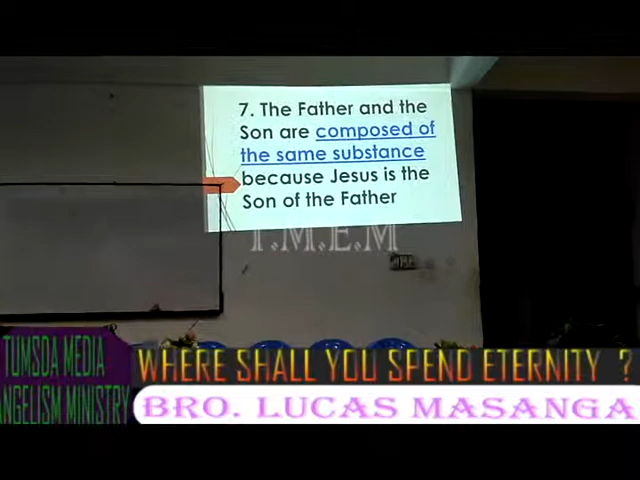 7. The Father and the
Son are composed of
the same substance
because Jesus is the
Son of the Father
T.M.E.M
TUMSDA MEDIA
ANGELISM MINISTRY
WHERE SHALL YOU SPEND ETERNITY ?
BRO. LUCAS MASANGA